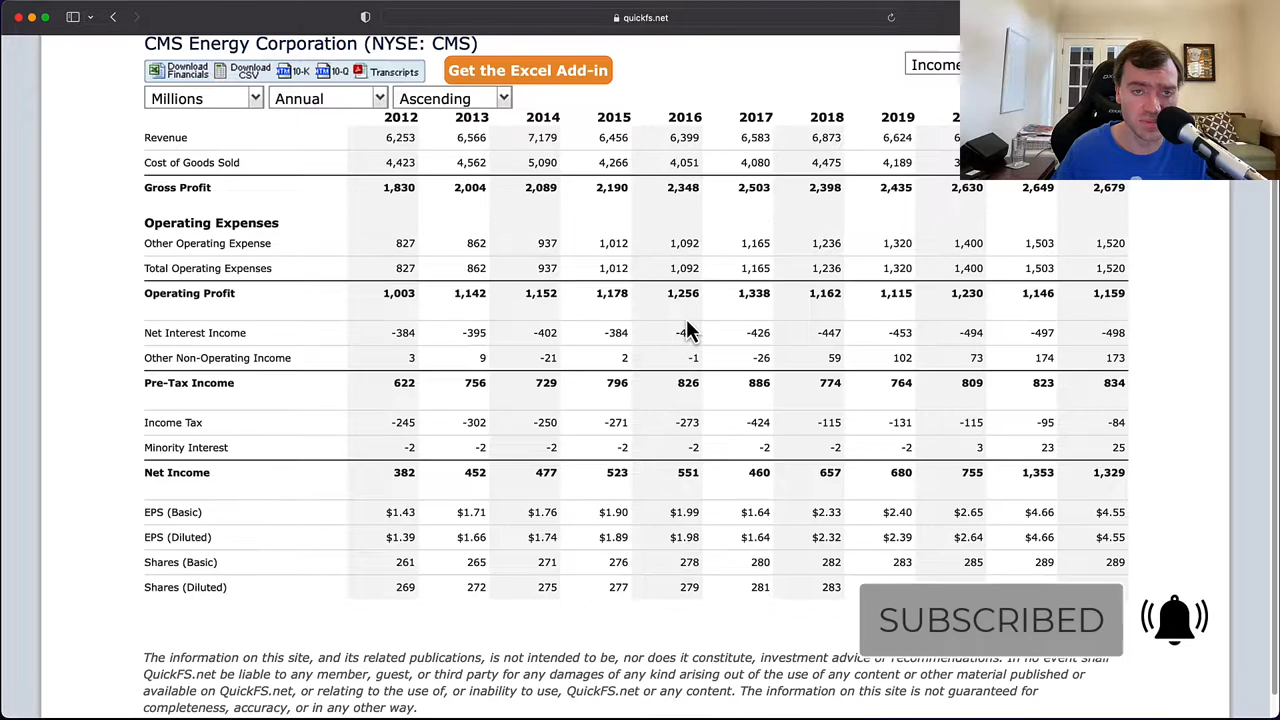 quickfs.net
CMS Energy Corporation (NYSE: CMS)
Download Financials Download CSV 10-K 10-Q Transcripts Get the Excel Add-in Income
Millions Annual Ascending
2012 2013 2014 2015 2016 2017 2018 2019
Revenue 6,253 6,566 7,179 6,456 6,399 6,583 6,873 6,624
Cost of Goods Sold 4,423 4,562 5,090 4,266 4,051 4,080 4,475 4,189
Gross Profit 1,830 2,004 2,089 2,190 2,348 2,503 2,398 2,435 2,630 2,649 2,679
Operating Expenses
Other Operating Expense 827 862 937 1,012 1,092 1,165 1,236 1,320 1,400 1,503 1,520
Total Operating Expenses 827 862 937 1,012 1,092 1,165 1,236 1,320 1,400 1,503 1,520
Operating Profit 1,003 1,142 1,152 1,178 1,256 1,338 1,162 1,115 1,230 1,146 1,159
Net Interest Income -384 -395 -402 -384 -426 -447 -453 -494 -497 -498
Other Non-Operating Income 3 9 -21 2 -1 -26 59 102 73 174 173
Pre-Tax Income 622 756 729 796 826 886 774 764 809 823 834
Income Tax -245 -302 -250 -271 -273 -424 -115 -131 -115 -95 -84
Minority Interest -2 -2 -2 -2 -2 -2 -2 -2 3 23 25
Net Income 382 452 477 523 551 460 657 680 755 1,353 1,329
EPS (Basic) $1.43 $1.71 $1.76 $1.90 $1.99 $1.64 $2.33 $2.40 $2.65 $4.66 $4.55
EPS (Diluted) $1.39 $1.66 $1.74 $1.89 $1.98 $1.64 $2.32 $2.39 $2.64 $4.66 $4.55
Shares (Basic) 261 265 271 276 278 280 282 283 285 289 289
Shares (Diluted) 269 272 275 277 279 281 283
SUBSCRIBED
The information on this site, and its related publications, is not intended to be, nor does it constitute, investment advice or recommendations. In no event shall
QuickFS.net be liable to any member, guest, or third party for any damages of any kind arising out of the use of any content or other material published or
available on QuickFS.net, or relating to the use of, or inability to use, QuickFS.net or any content. The information on this site is not guaranteed for
completeness, accuracy, or in any other way.